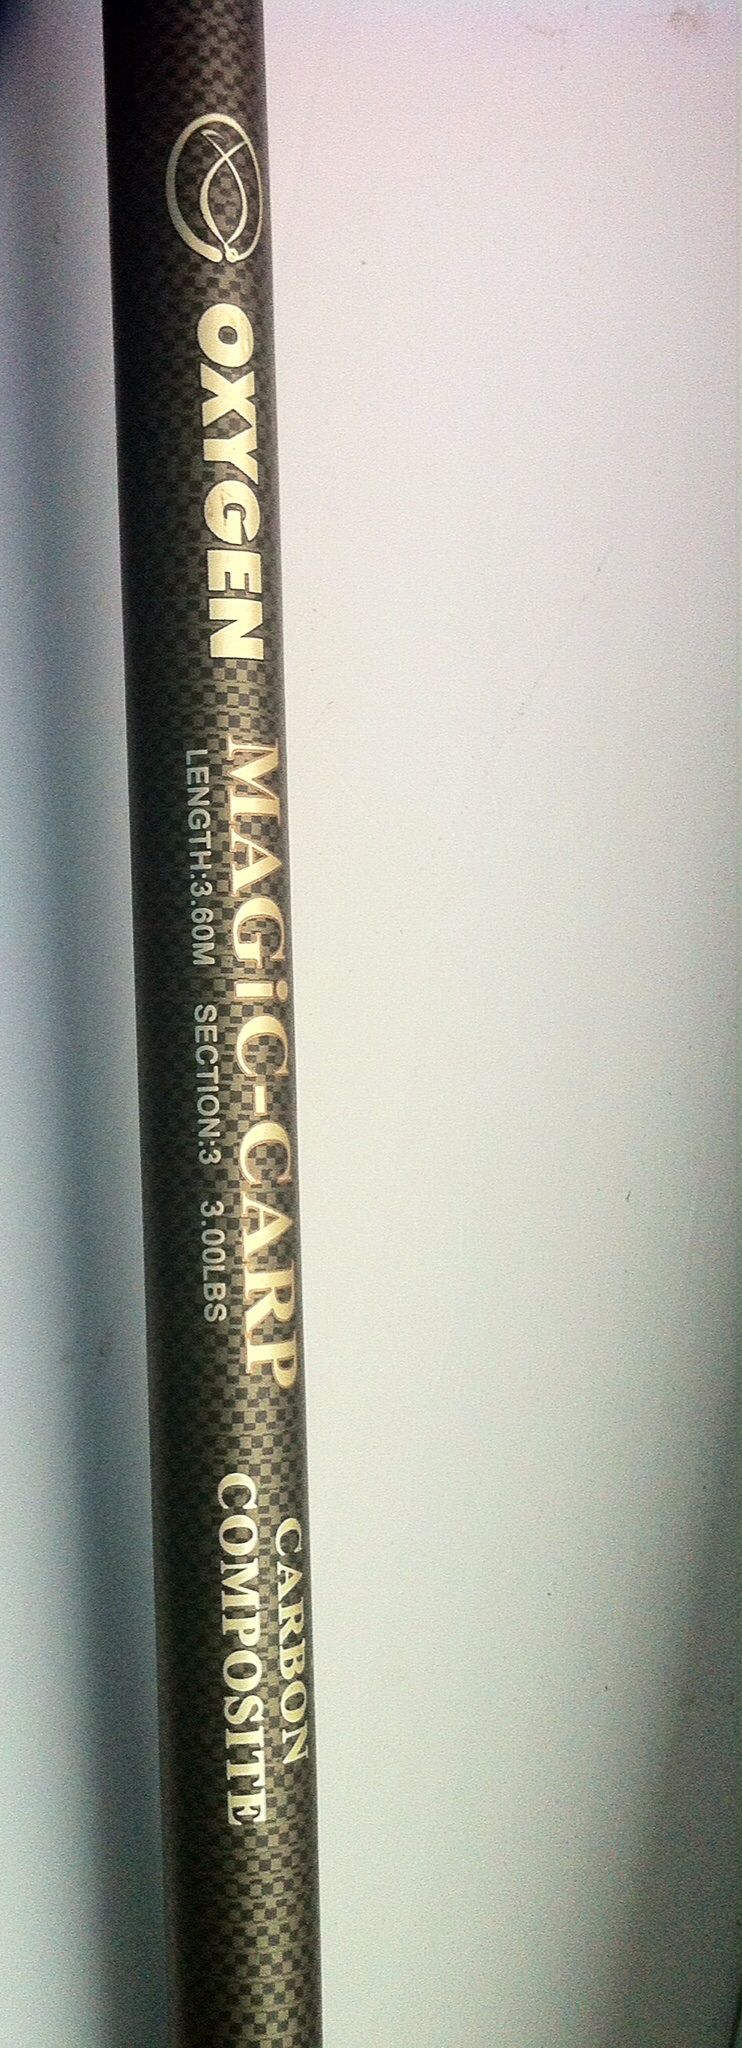 OXYGEN
MAGiC-CARP
LENGTH:3.60M SECTION:3 3.00LBS
CARBON
COMPOSITE